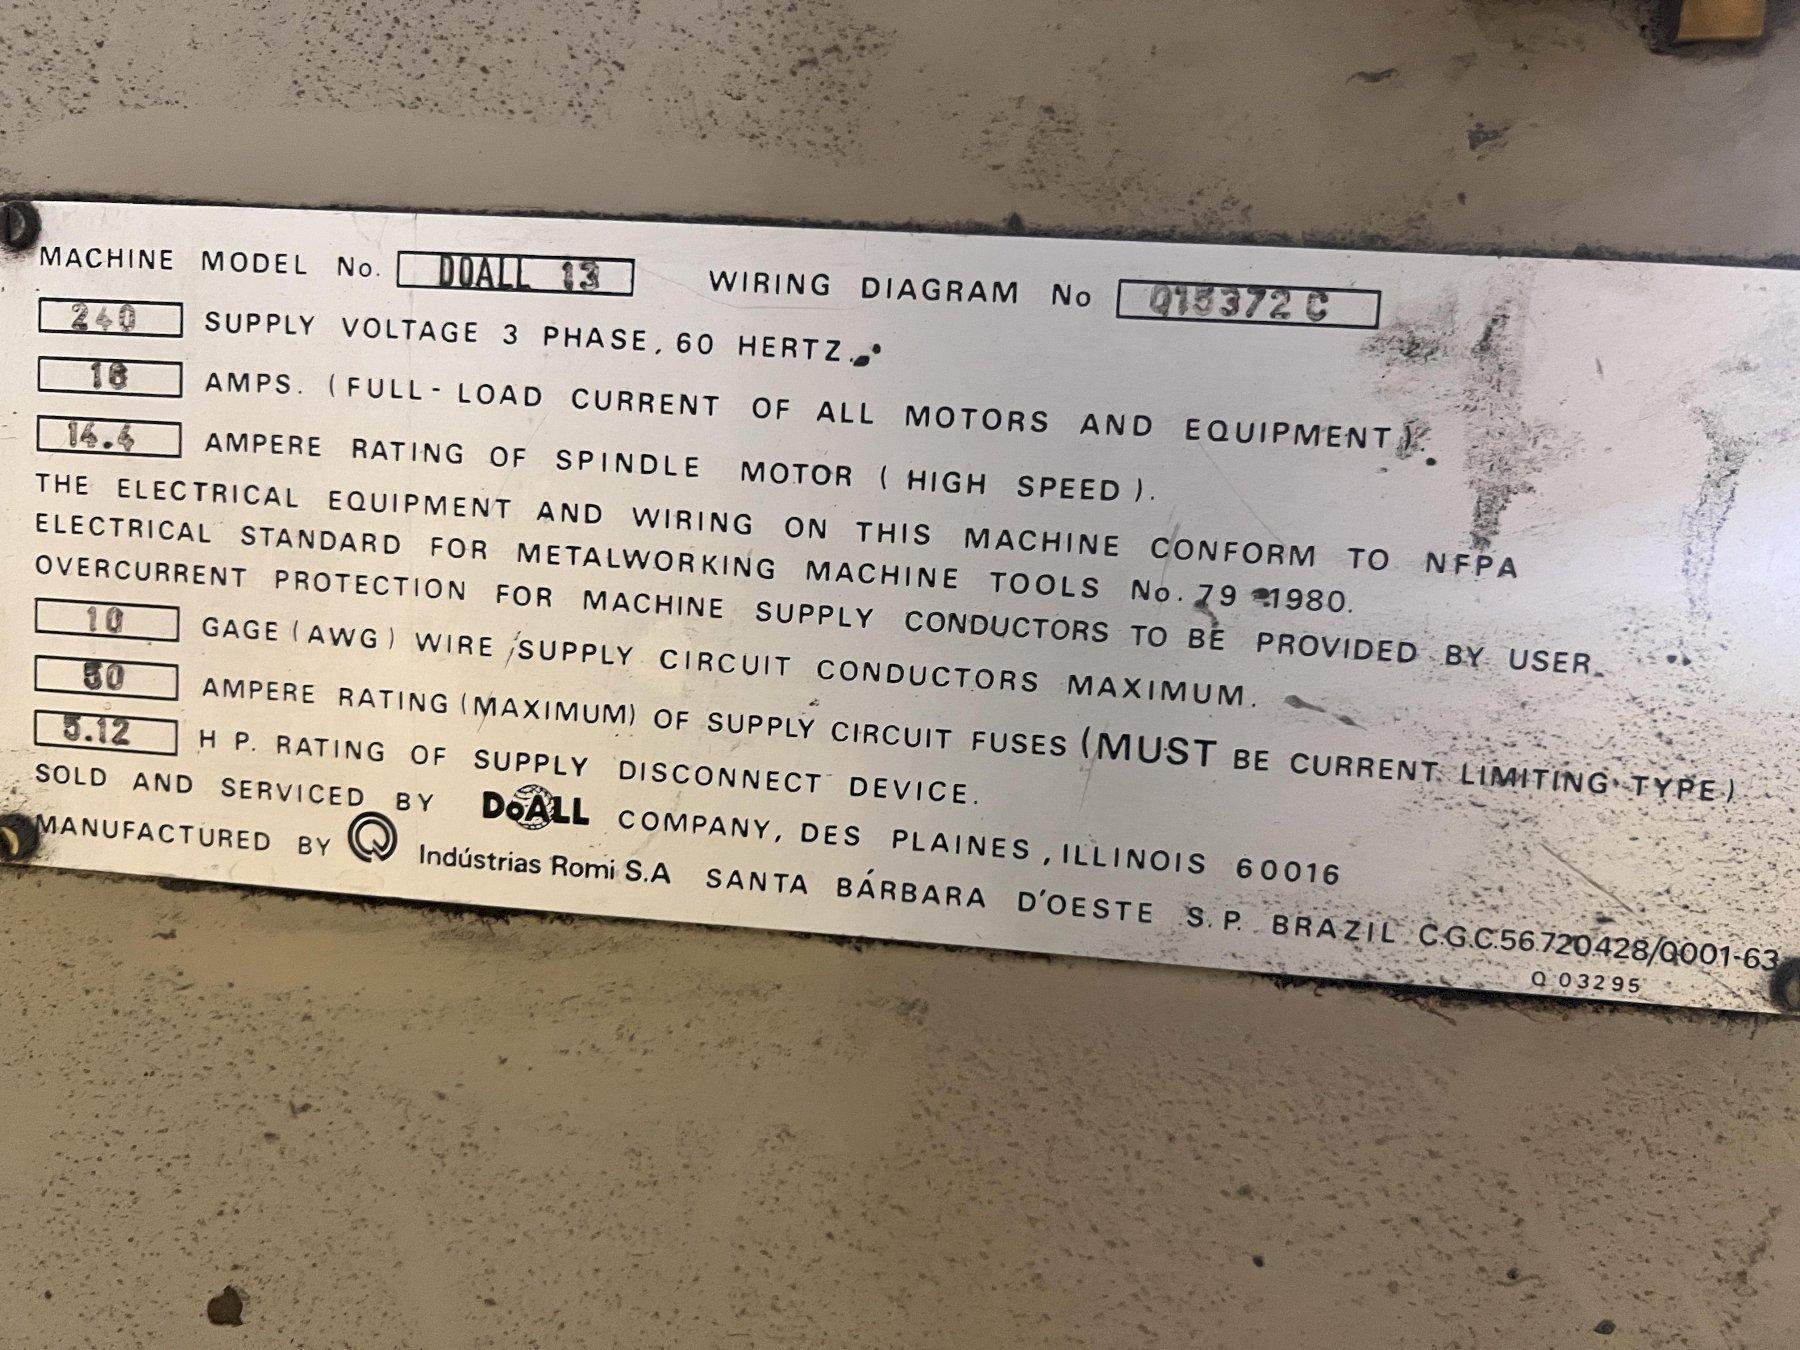 MACHINE MODEL No. DOALL 13 WIRING DIAGRAM No Q15372 C
240 SUPPLY VOLTAGE 3 PHASE, 60 HERTZ.
AMPS. (FULL-LOAD CURRENT OF ALL MOTORS AND EQUIPMENT).
14.4 AMPERE RATING OF SPINDLE MOTOR (HIGH SPEED).
THE ELECTRICAL EQUIPMENT AND WIRING ON THIS MACHINE CONFORM TO NFPA
ELECTRICAL STANDARD FOR METALWORKING MACHINE TOOLS No. 79 - 1980.
OVERCURRENT PROTECTION FOR MACHINE SUPPLY CONDUCTORS TO BE PROVIDED BY USER.
10 GAGE (AWG) WIRE SUPPLY CIRCUIT CONDUCTORS MAXIMUM.
AMPERE RATING (MAXIMUM) OF SUPPLY CIRCUIT FUSES (MUST BE CURRENT LIMITING TYPE)
5.12 H P. RATING OF SUPPLY DISCONNECT DEVICE.
SOLD AND SERVICED BY DoALL COMPANY, DES PLAINES, ILLINOIS 60016
MANUFACTURED BY Indústrias Romi S.A SANTA BÁRBARA D'OESTE S.P. BRAZIL C.G.C.56.720428/0001-63
Q 03295